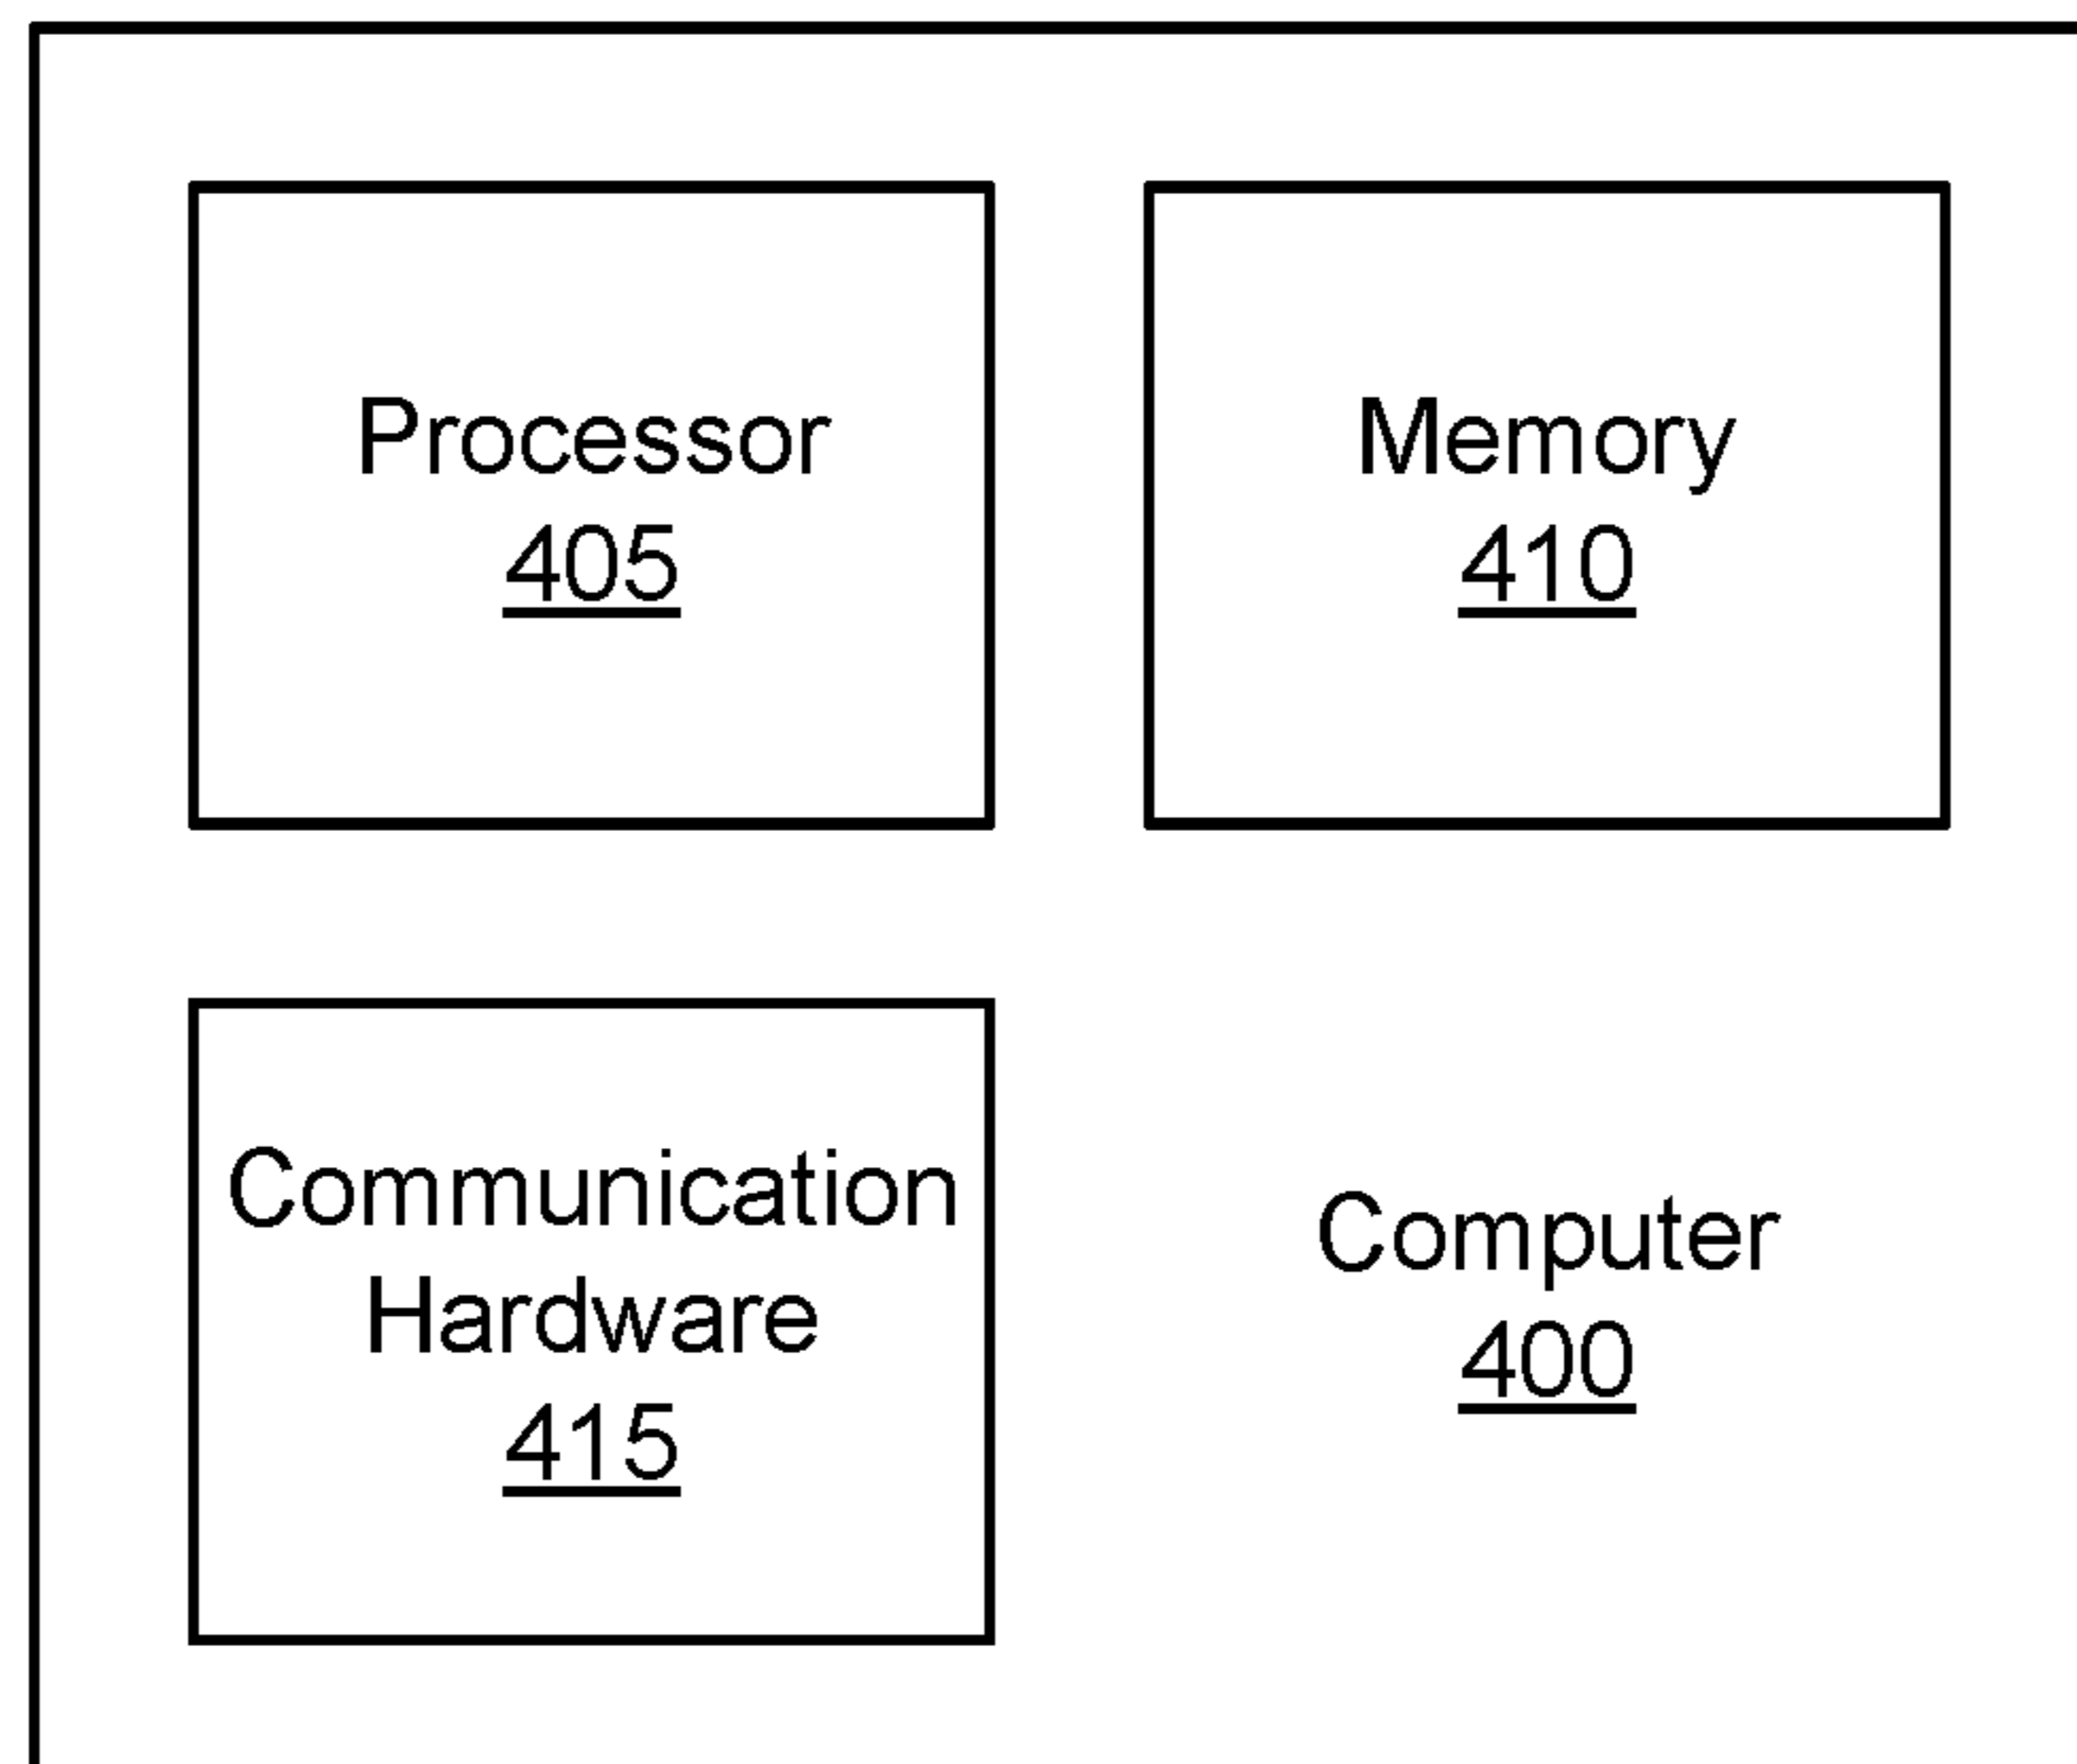 Processor
405
Memory
410
Communication
Hardware
415
Computer
400